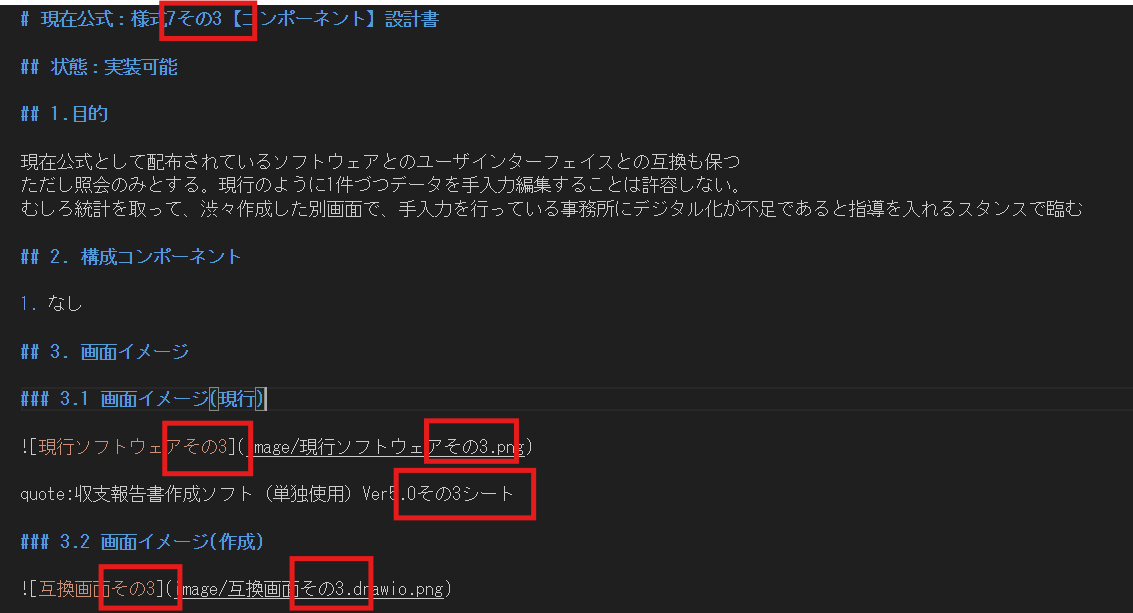 # 現在公式：様式7その3【コンポーネント】設計書
## 状態：実装可能
## 1.目的
現在公式として配布されているソフトウェアとのユーザインターフェイスとの互換も保つ
ただし照会のみとする。現行のように1件づつデータを手入力編集することは許容しない。
むしろ統計を取って、渋々作成した別画面で、手入力を行っている事務所にデジタル化が不足であると指導を入れるスタンスで臨む
## 2. 構成コンポーネント
1. なし
## 3. 画面イメージ
### 3.1 画面イメージ(現行)
![現行ソフトウェアその3](image/現行ソフトウェアその3.png)
quote:収支報告書作成ソフト（単独使用）Ver5.0その3シート
### 3.2 画面イメージ(作成)
![互換画面その3](image/互換画面その3.drawio.png)